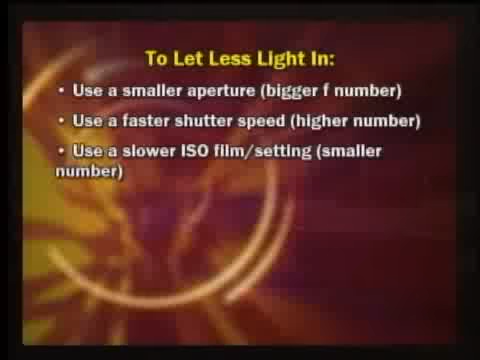 To Let Less Light In:
• Use a smaller aperture (bigger f number)
• Use a faster shutter speed (higher number)
• Use a slower ISO film/setting (smaller
number)